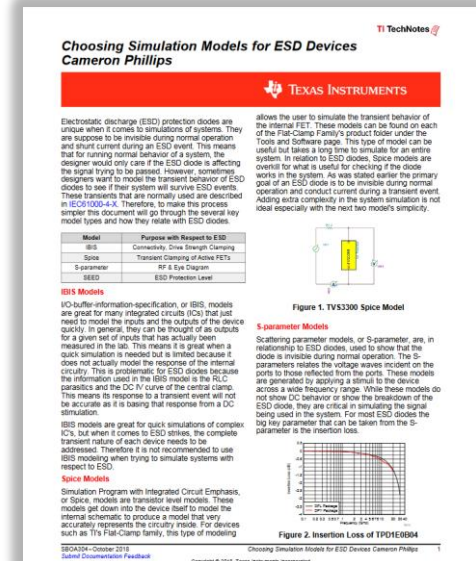 TI TechNotes
Choosing Simulation Models for ESD Devices
Cameron Phillips
TEXAS INSTRUMENTS
Electrostatic discharge (ESD) protection diodes are
unique when it comes to simulations of systems. They
are suppose to be invisible during normal operation
and shunt current during an ESD event. This means
that for running normal behavior of a system, the
designer would only care if the ESD diode is affecting
the signal trying to be passed. However, sometimes
designers want to model the transient behavior of ESD
diodes to see if their system will survive ESD events.
These transients that are normally used are described
in IEC61000-4-X. Therefore, to make this process
simpler this document will go through the several key
model types and how they relate with ESD diodes.
Model Purpose with Respect to ESD
IBIS Connectivity, Drive Strength Clamping
Spice Transient Clamping of Active FETs
S-parameter RF & Eye Diagram
SEED ESD Protection Level
IBIS Models
I/O-buffer-information-specification, or IBIS, models
are great for many integrated circuits (ICs) that just
need to model the inputs and the outputs of the device
quickly. In general, they can be thought of as outputs
for a given set of inputs that has actually been
measured in the lab. This means it is great when a
quick simulation is needed but is limited because it
does not actually model the response of the internal
circuitry. This is problematic for ESD diodes because
the information used in the IBIS model is the RLC
parasitics and the DC IV curve of the central clamp.
This means its response to a transient event will not
be accurate as it is basing that response from a DC
stimulation.
IBIS models are great for quick simulations of complex
IC's, but when it comes to ESD strikes, the complete
transient nature of each device needs to be
addressed. Therefore it is not recommended to use
IBIS modeling when trying to simulate systems with
respect to ESD.
Spice Models
Simulation Program with Integrated Circuit Emphasis,
or Spice, models are transistor level models. These
models get down into the device itself to model the
internal schematic to produce a model that very
accurately represents the circuitry inside. For devices
such as TI's Flat-Clamp family, this type of modeling
allows the user to simulate the transient behavior of
the internal FET. These models can be found on each
of the Flat-Clamp Family's product folder under the
Tools and Software page. This type of model can be
useful but takes a long time to simulate for an entire
system. In relation to ESD diodes, Spice models are
overkill for what is useful for checking if the diode
works in the system. As was stated earlier the primary
goal of an ESD diode is to be invisible during normal
operation and conduct current during a transient event.
Adding extra complexity in the system simulation is not
ideal especially with the next two model's simplicity.
Figure 1. TVS3300 Spice Model
S-parameter Models
Scattering parameter models, or S-parameter, are, in
relationship to ESD diodes, used to show that the
diode is invisible during normal operation. The S-
parameters relates the voltage waves incident on the
ports to those reflected from the ports. These models
are generated by applying a stimuli to the device
across a wide frequency range. While these models do
not show DC behavior or show the breakdown of the
ESD diode, they are critical in simulating the signal
being used in the system. For most ESD diodes the
big key parameter that can be taken from the S-
parameter is the insertion loss.
Insertion Loss (dB)
DPL Package
DPY Package
Frequency (GHz)
Figure 2. Insertion Loss of TPD1E0B04
SBOA304–October 2018
Choosing Simulation Models for ESD Devices Cameron Phillips 1
Submit Documentation Feedback
Copyright © 2018, Texas Instruments Incorporated